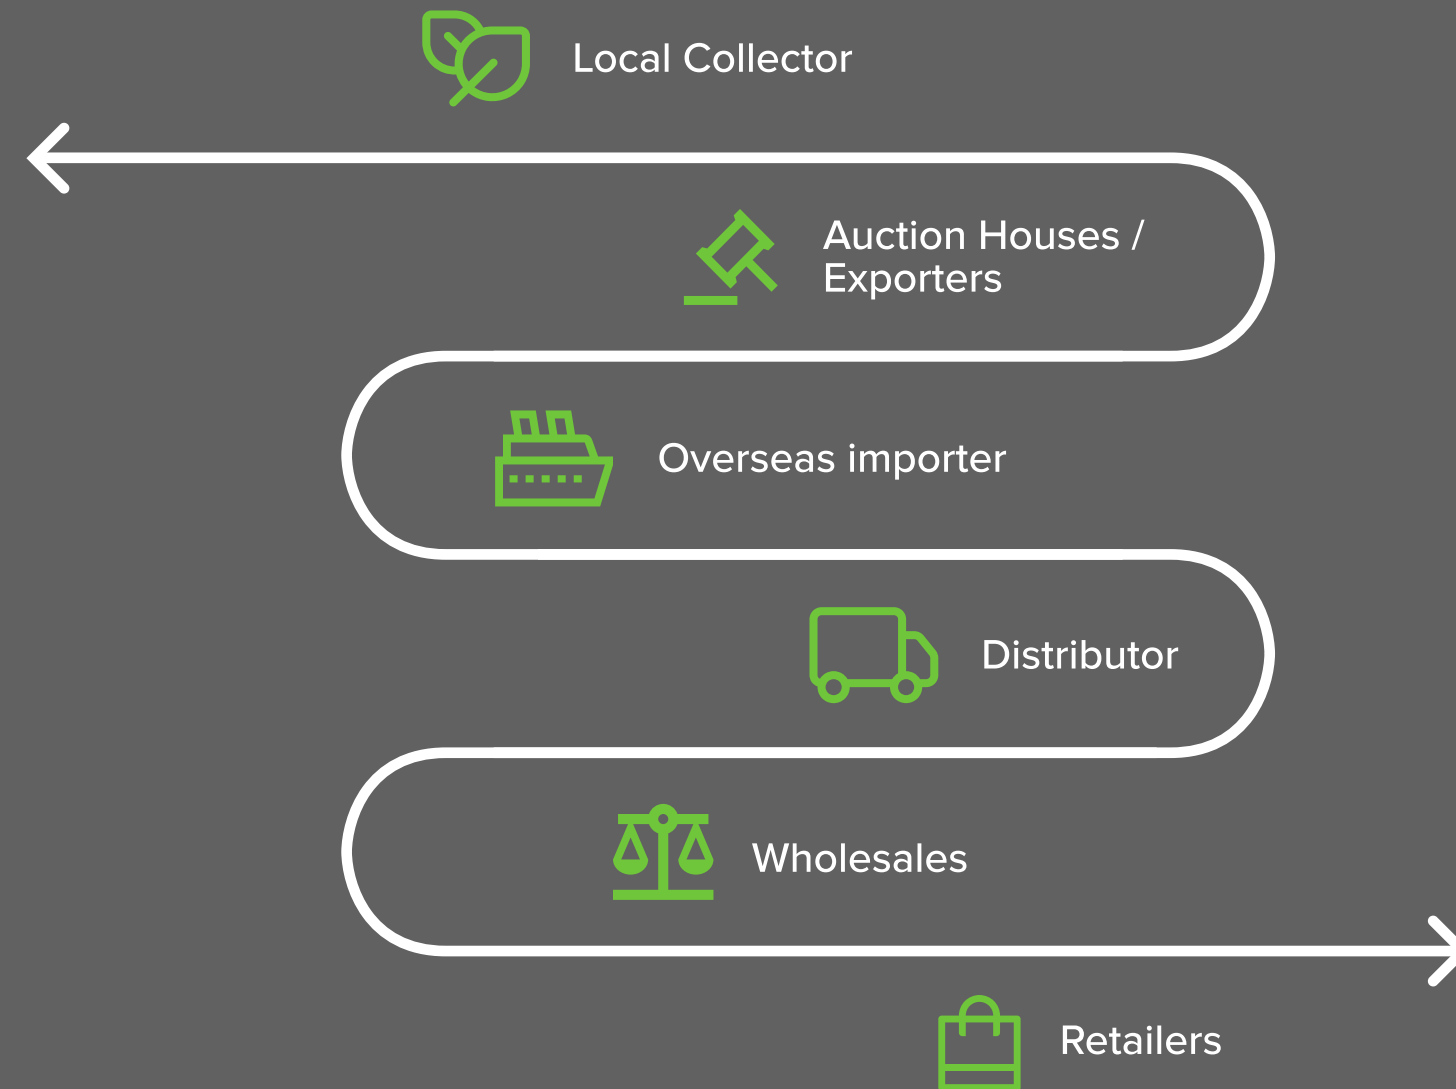 Local Collector
Auction Houses /
Exporters
Overseas importer
Distributor
Wholesales
Retailers